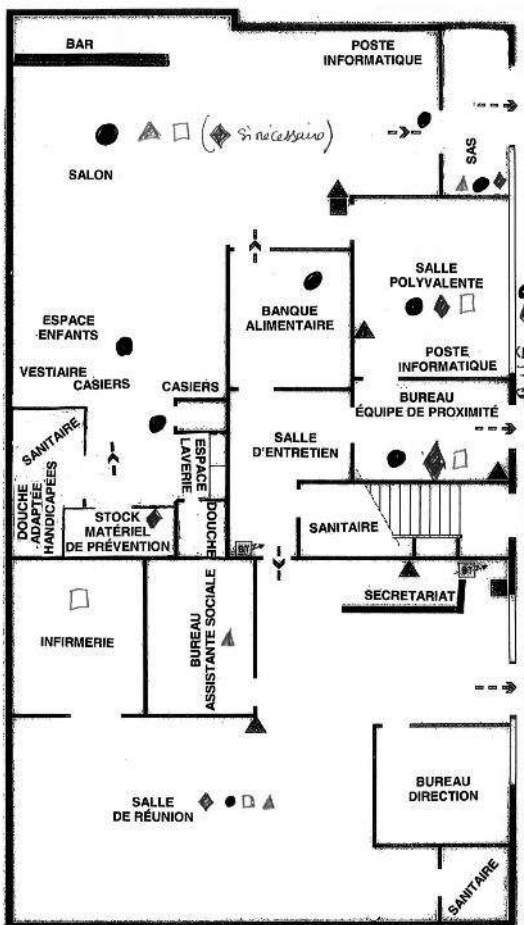 BAR
POSTE
INFORMATIQUE
( si nécessaire )
SALON
SAS
SALLE
POLYVALENTE
BANQUE
ALIMENTAIRE
ESPACE
ENFANTS
POSTE
INFORMATIQUE
VESTIAIRE
CASIERS
CASIERS
BUREAU
ÉQUIPE DE PROXIMITÉ
SANITAIRE
ESPACE
LAVERIE
SALLE
D'ENTRETIEN
DOUCHE
ADAPTÉE
HANDICAPÉES
STOCK
MATÉRIEL
DE PRÉVENTION
DOUCHE
SANITAIRE
SECRETARIAT
INFIRMERIE
BUREAU
ASSISTANTE SOCIALE
BUREAU
DIRECTION
SALLE
DE RÉUNION
SANITAIRE